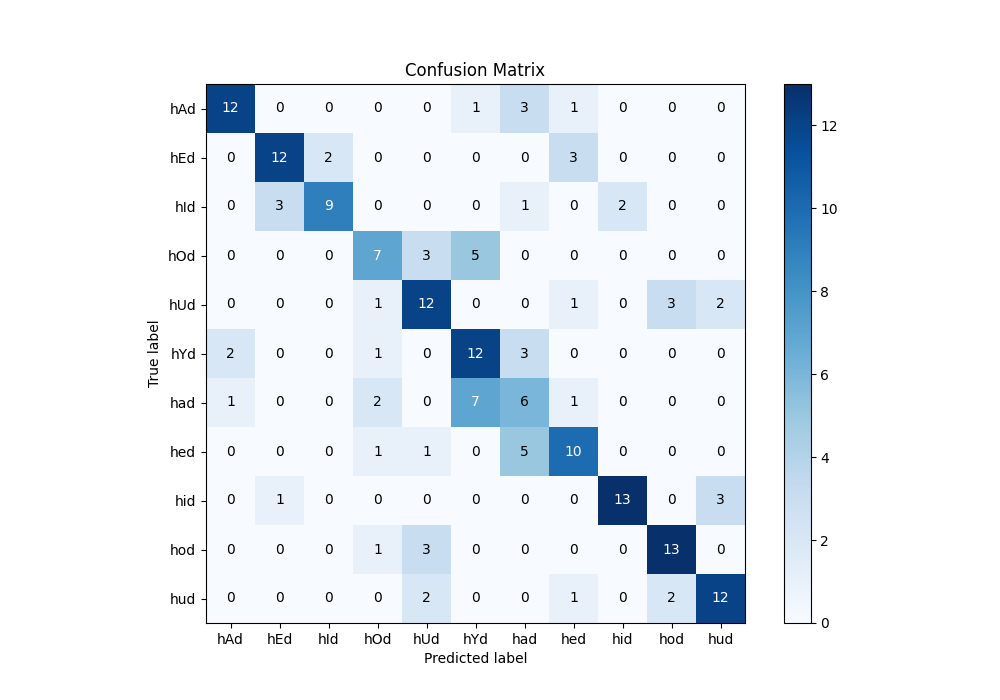 Confusion Matrix
hAd 12 0 0 0 0 1 3 1 0 0 0
hEd 0 12 2 0 0 0 0 3 0 0 0
hId 0 3 9 0 0 0 1 0 2 0 0
hOd 0 0 0 7 3 5 0 0 0 0 0
hUd 0 0 0 1 12 0 0 1 0 3 2
hYd 2 0 0 1 0 12 3 0 0 0 0
had 1 0 0 2 0 7 6 1 0 0 0
hed 0 0 0 1 1 0 5 10 0 0 0
hid 0 1 0 0 0 0 0 0 13 0 3
hod 0 0 0 1 3 0 0 0 0 13 0
hud 0 0 0 0 2 0 0 1 0 2 12
hAd hEd hId hOd hUd hYd had hed hid hod hud
Predicted label
True label
12
10
8
6
4
2
0